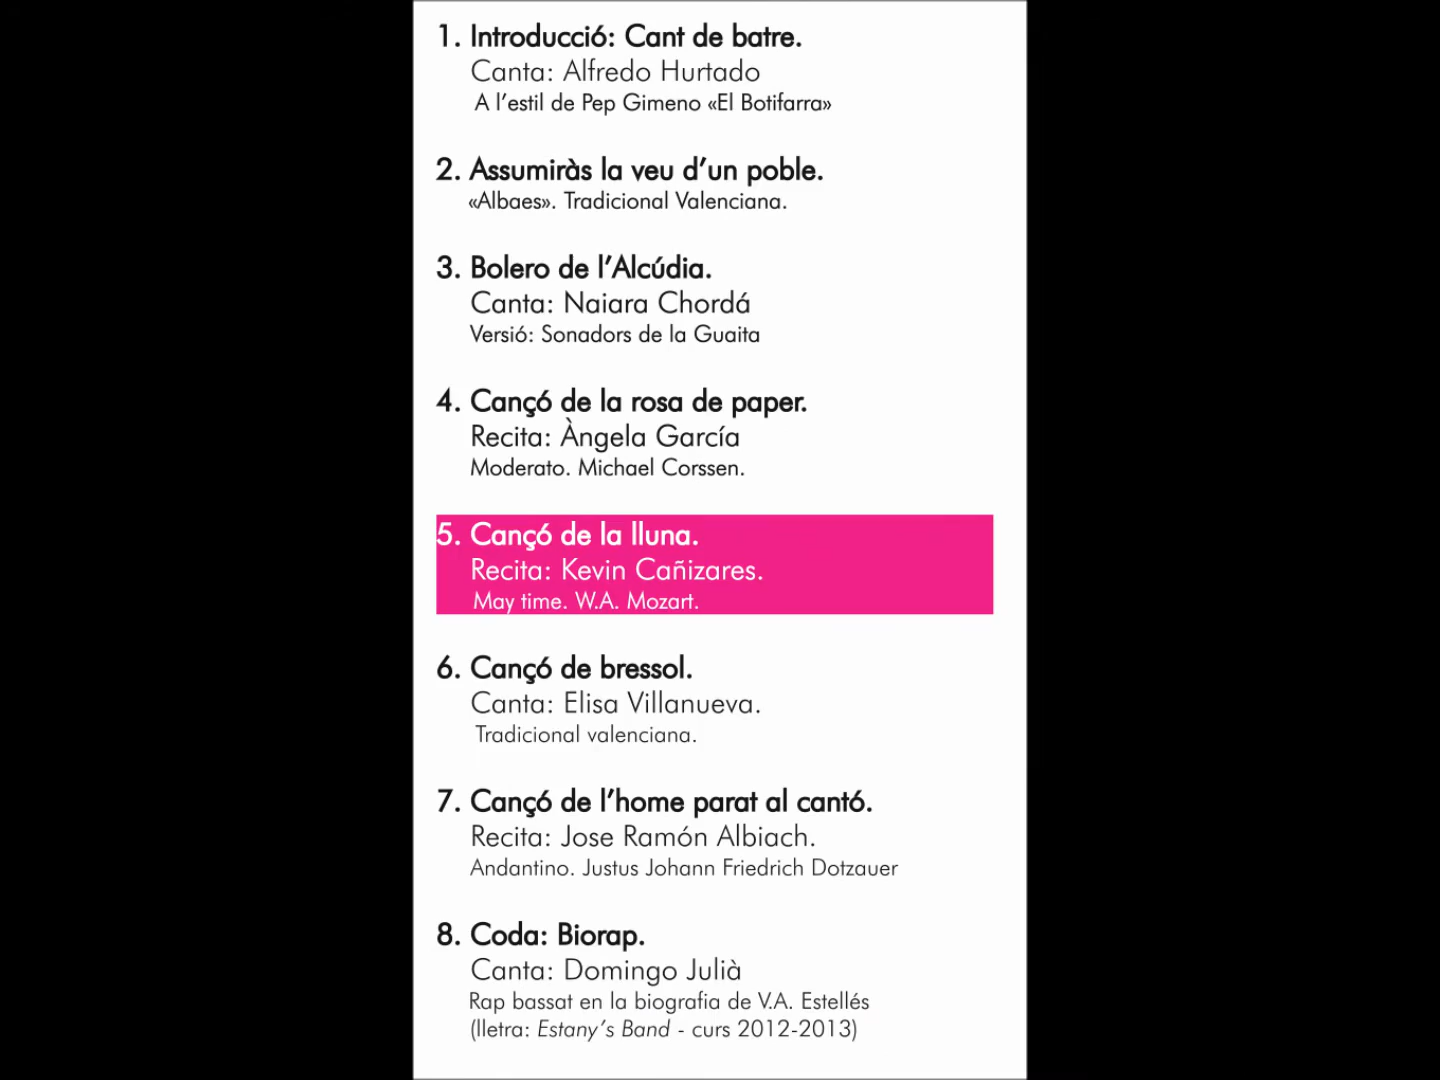 1. Introducció: Cant de batre.
Canta: Alfredo Hurtado
A l’estil de Pep Gimeno «El Botifarra»
2. Assumiràs la veu d’un poble.
«Albaes». Tradicional Valenciana.
3. Bolero de l’Alcúdia.
Canta: Naiara Chordá
Versió: Sonadors de la Guaita
4. Cançó de la rosa de paper.
Recita: Àngela García
Moderato. Michael Corssen.
5. Cançó de la lluna.
Recita: Kevin Cañizares.
May time. W.A. Mozart.
6. Cançó de bressol.
Canta: Elisa Villanueva.
Tradicional valenciana.
7. Cançó de l’home parat al cantó.
Recita: Jose Ramón Albiach.
Andantino. Justus Johann Friedrich Dotzauer
8. Coda: Biorap.
Canta: Domingo Julià
Rap bassat en la biografia de V.A. Estellés
(lletra: Estany’s Band - curs 2012-2013)